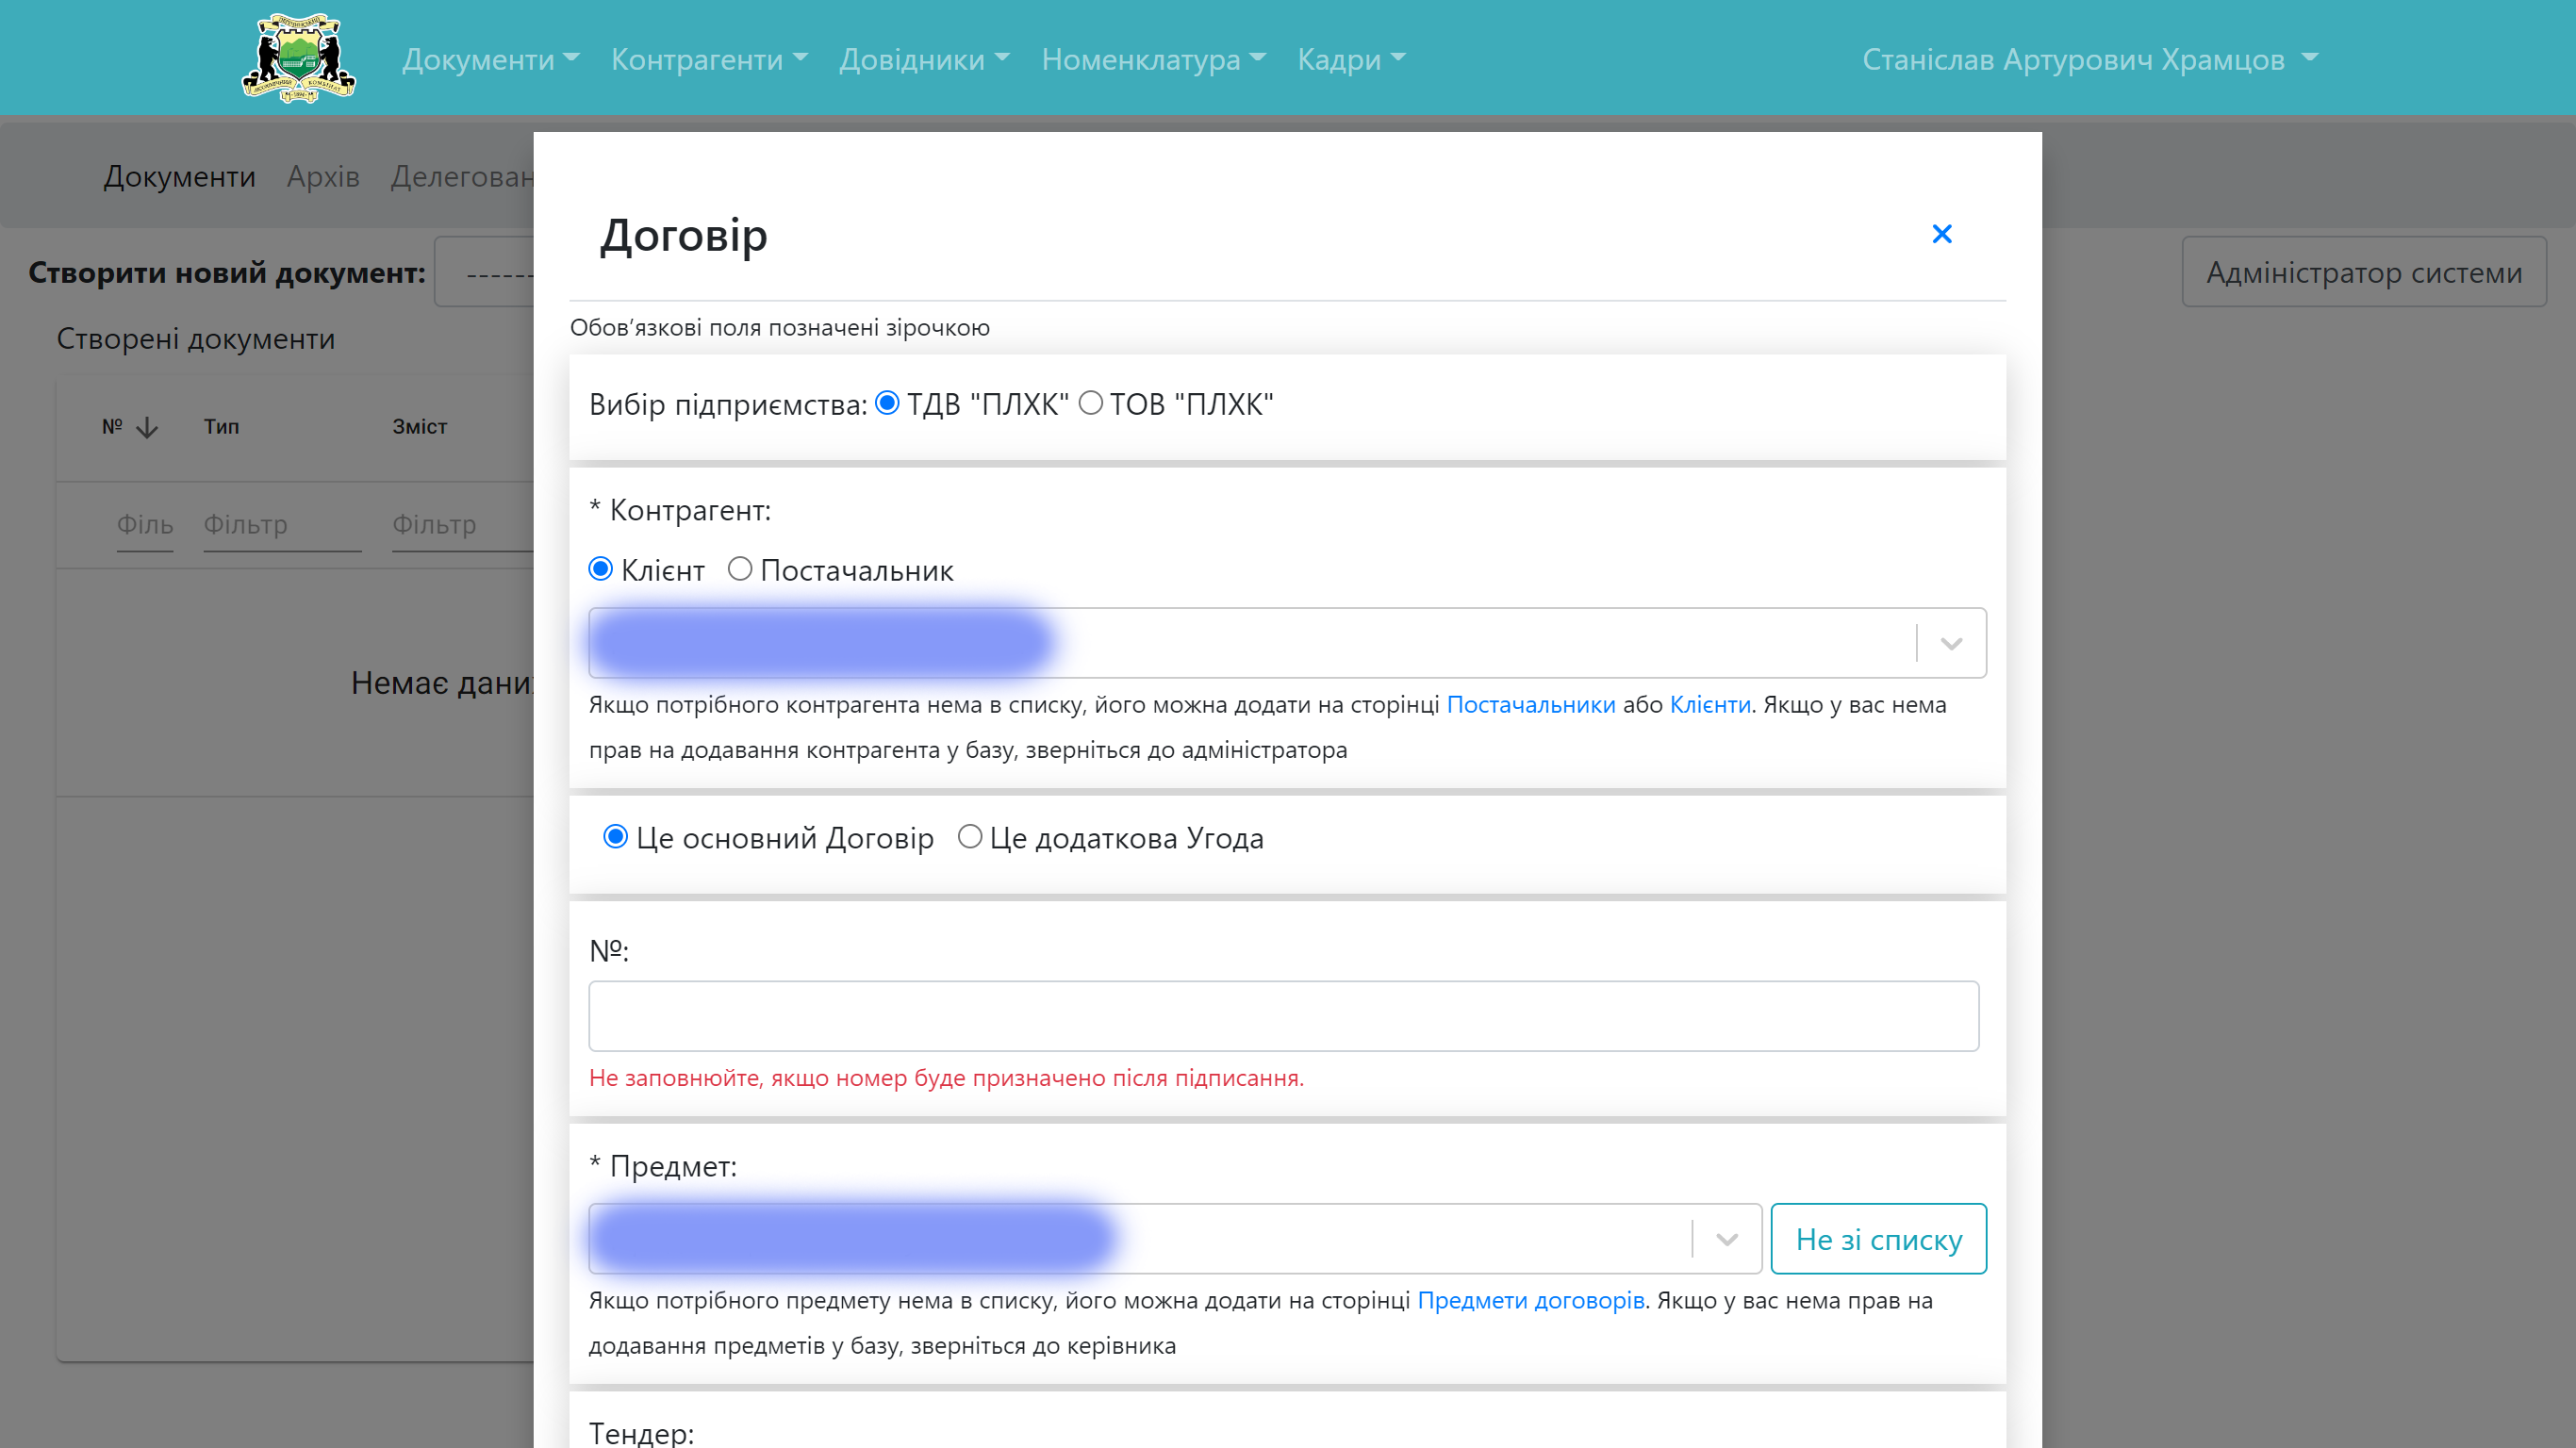 Документи Контрагенти Довідники Номенклатура Кадри Станіслав Артурович Храмцов
Документи Архів Делегован
Створити новий документ: ------
Адміністратор системи
Створені документи
№ Тип Зміст
Філь Фільтр Фільтр
Немає даних
Договір
Обов’язкові поля позначені зірочкою
Вибір підприємства: ТДВ "ПЛХК" ТОВ "ПЛХК"
* Контрагент:
Клієнт Постачальник
Якщо потрібного контрагента нема в списку, його можна додати на сторінці Постачальники або Клієнти. Якщо у вас нема
прав на додавання контрагента у базу, зверніться до адміністратора
Це основний Договір Це додаткова Угода
№:
Не заповнюйте, якщо номер буде призначено після підписання.
* Предмет:
Не зі списку
Якщо потрібного предмету нема в списку, його можна додати на сторінці Предмети договорів. Якщо у вас нема прав на
додавання предметів у базу, зверніться до керівника
Тендер: